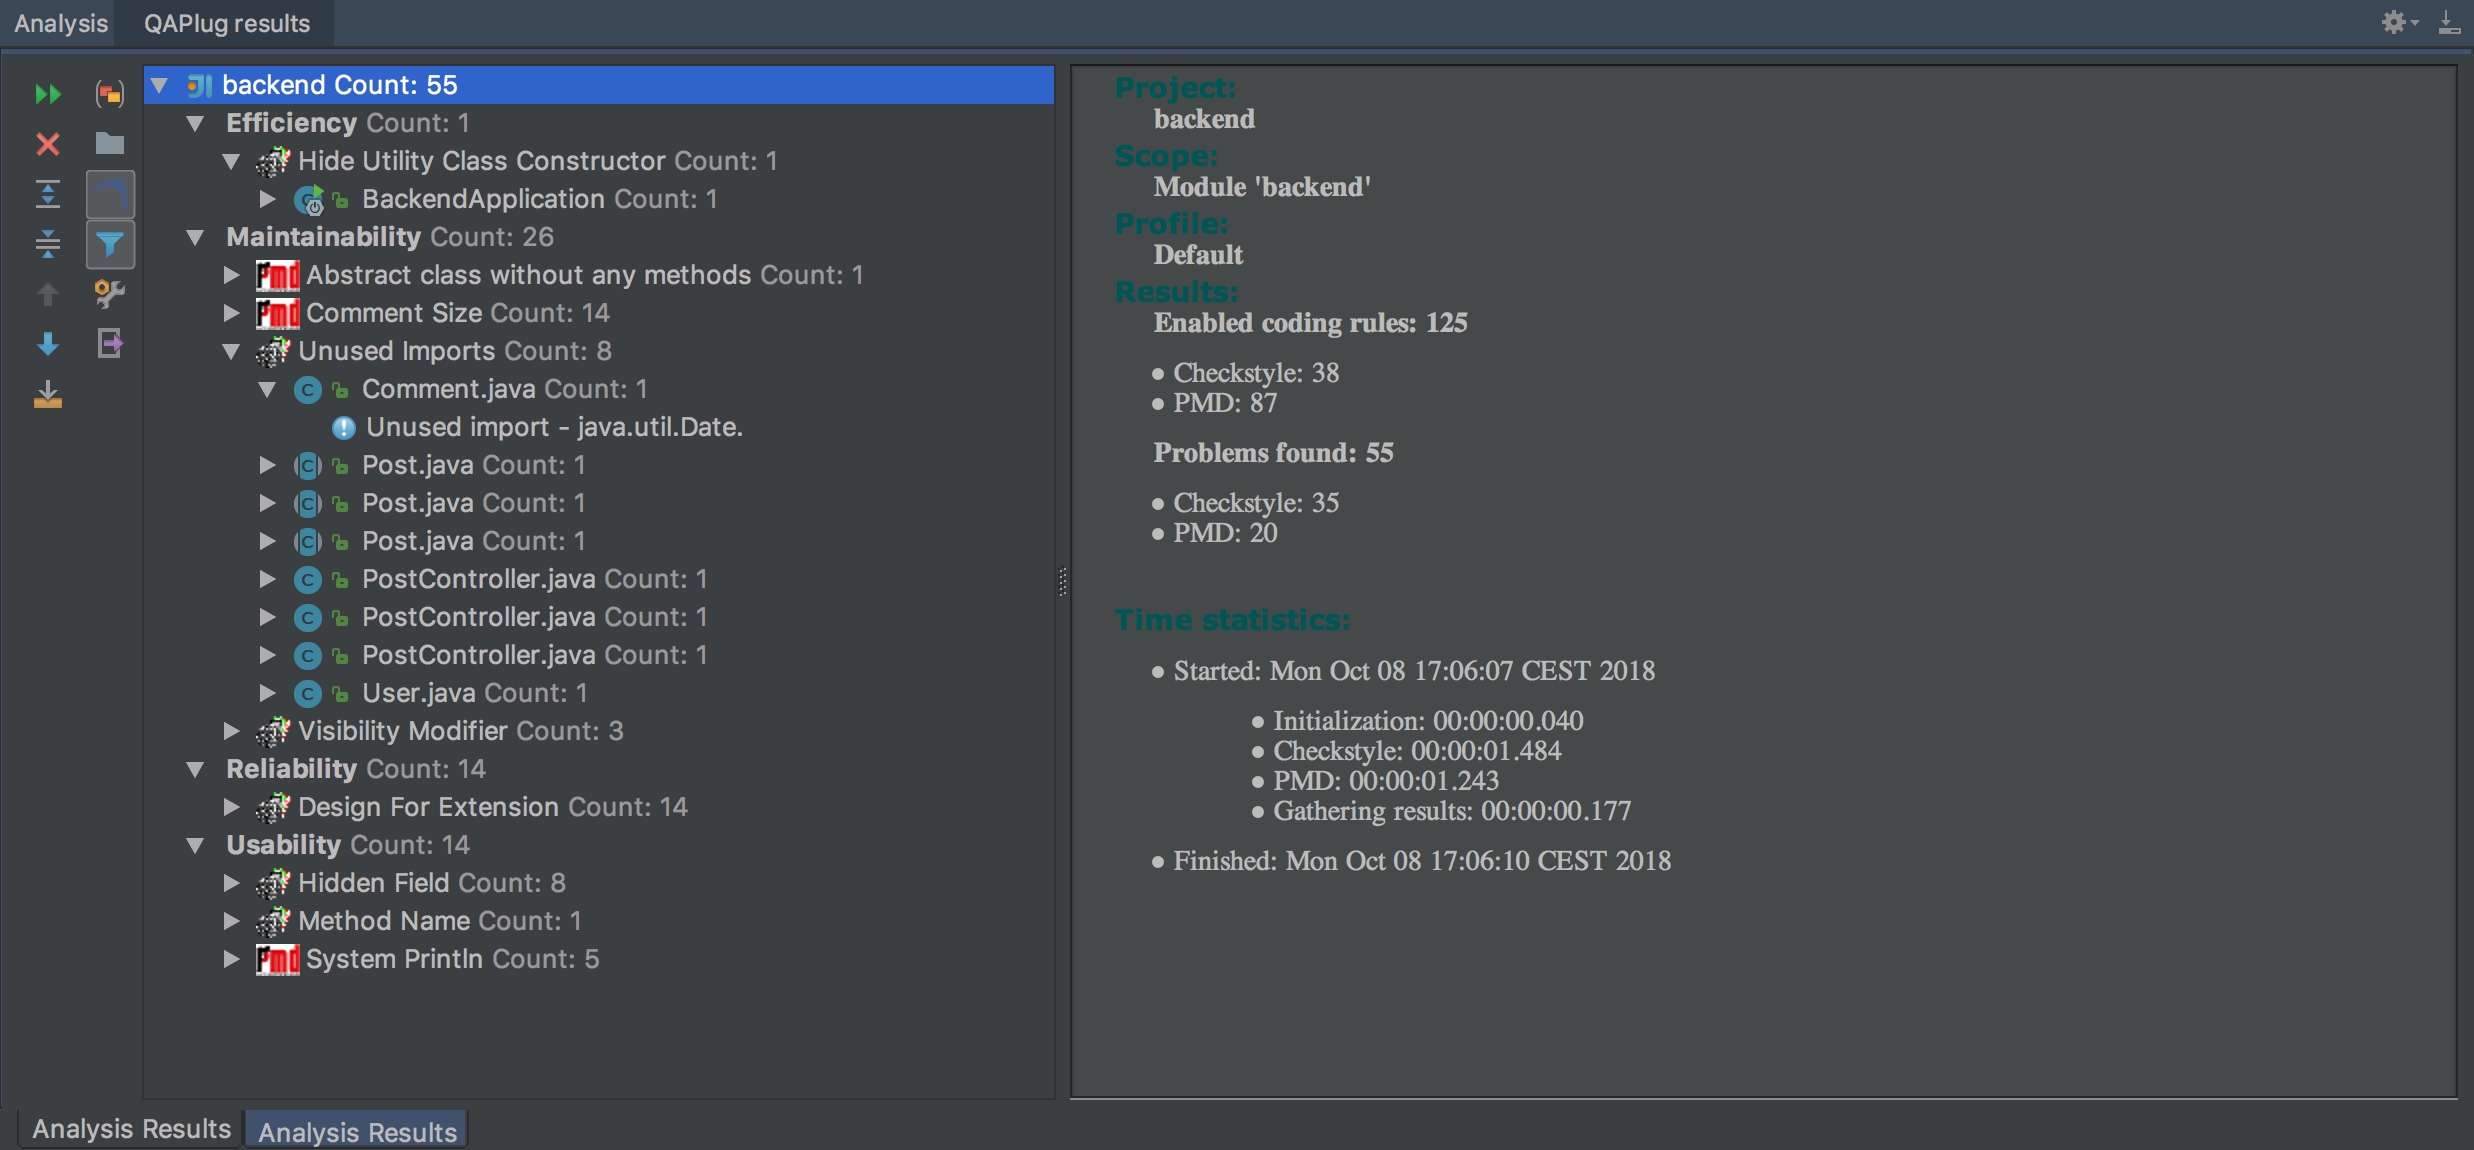 Analysis QAPlug results
backend Count: 55
Efficiency Count: 1
Hide Utility Class Constructor Count: 1
BackendApplication Count: 1
Maintainability Count: 26
Pmd Abstract class without any methods Count: 1
Pmd Comment Size Count: 14
Unused Imports Count: 8
C Comment.java Count: 1
Unused import - java.util.Date.
C Post.java Count: 1
C Post.java Count: 1
C Post.java Count: 1
C PostController.java Count: 1
C PostController.java Count: 1
C PostController.java Count: 1
C User.java Count: 1
Visibility Modifier Count: 3
Reliability Count: 14
Design For Extension Count: 14
Usability Count: 14
Hidden Field Count: 8
Method Name Count: 1
Pmd System Println Count: 5
Project:
backend
Scope:
Module 'backend'
Profile:
Default
Results:
Enabled coding rules: 125
• Checkstyle: 38
• PMD: 87
Problems found: 55
• Checkstyle: 35
• PMD: 20
Time statistics:
• Started: Mon Oct 08 17:06:07 CEST 2018
• Initialization: 00:00:00.040
• Checkstyle: 00:00:01.484
• PMD: 00:00:01.243
• Gathering results: 00:00:00.177
• Finished: Mon Oct 08 17:06:10 CEST 2018
Analysis Results Analysis Results